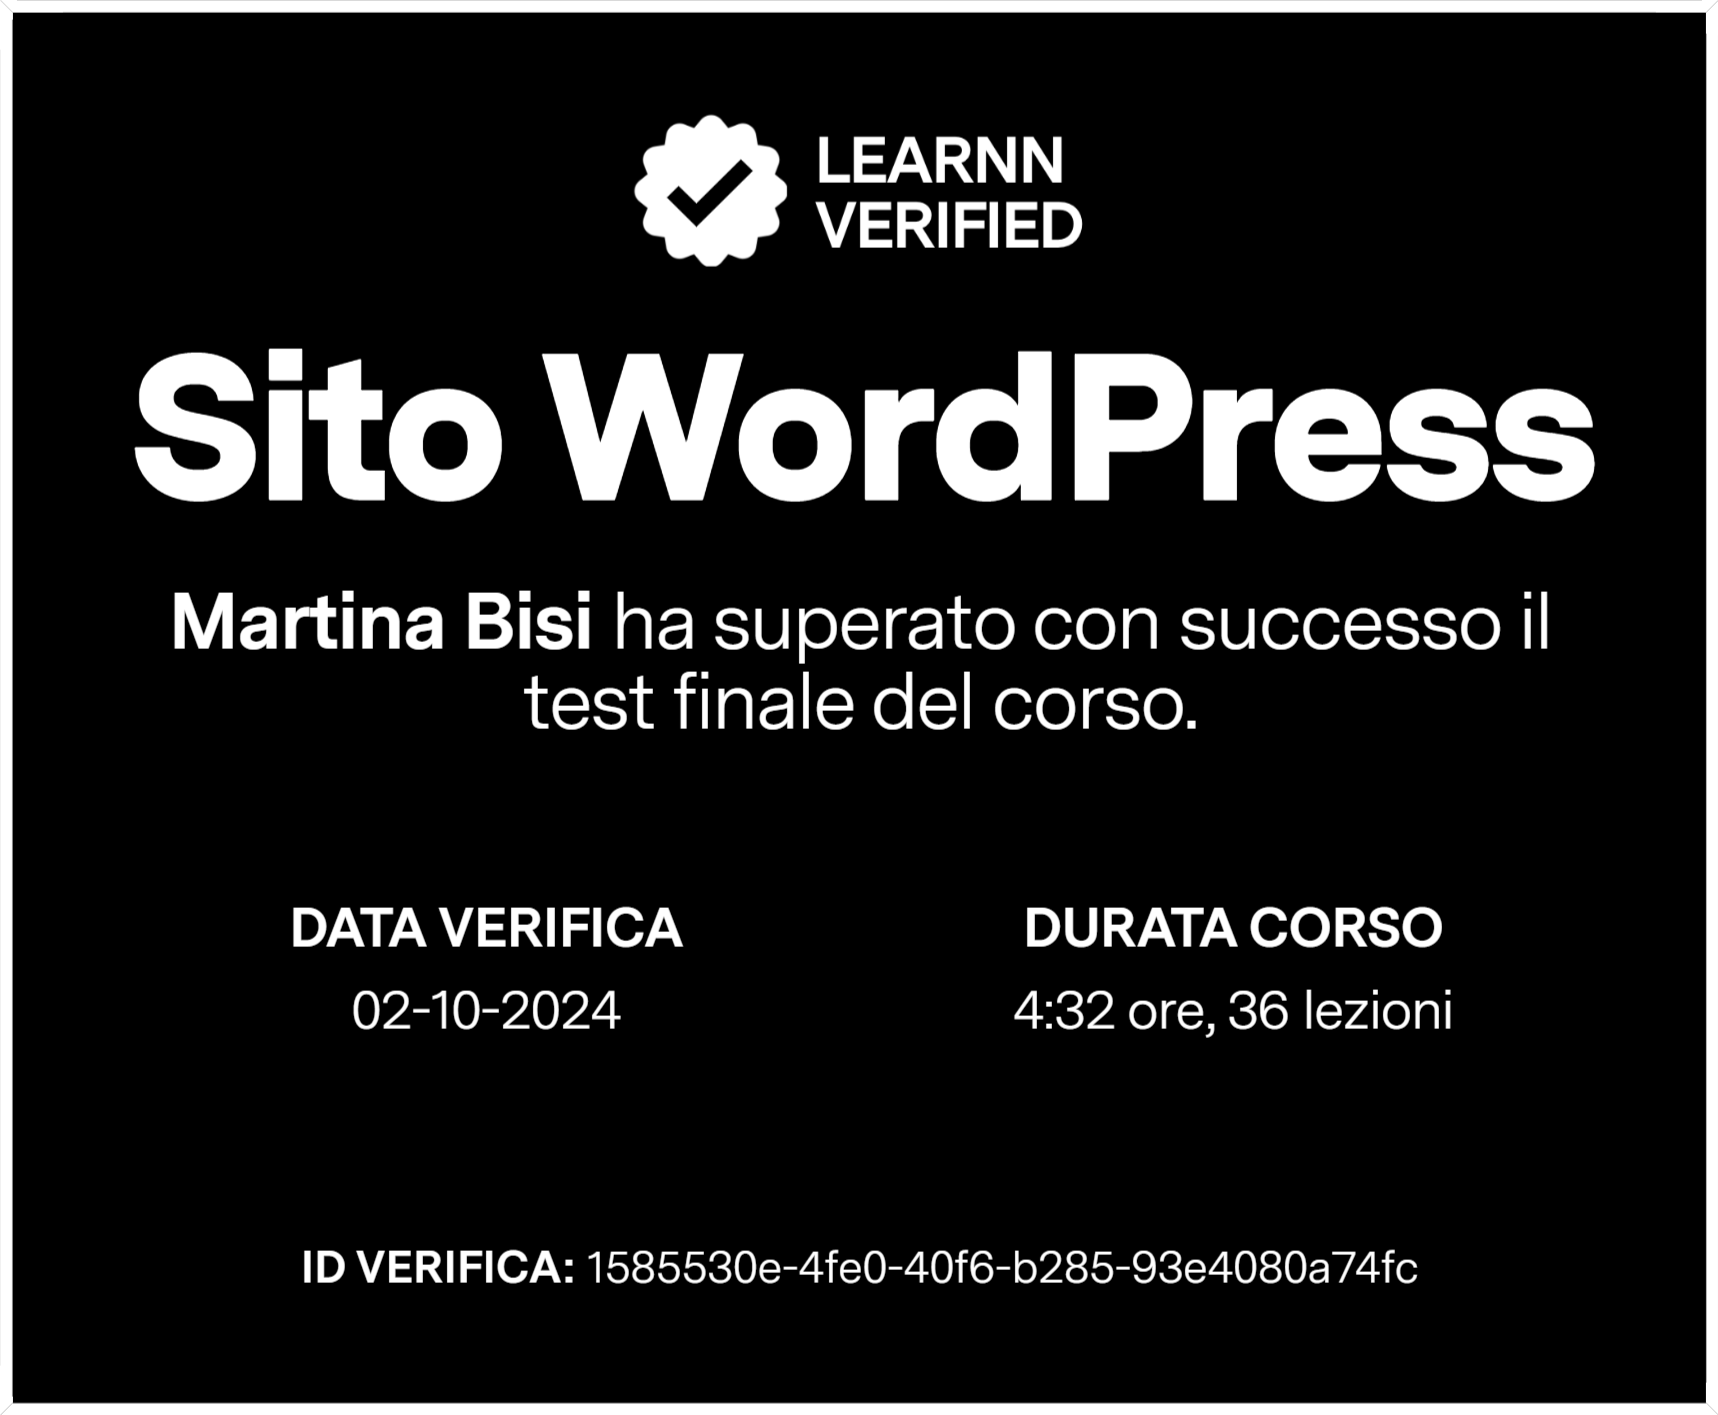 LEARNN
VERIFIED
Sito WordPress
Martina Bisi ha superato con successo il
test finale del corso.
DATA VERIFICA
02-10-2024
DURATA CORSO
4:32 ore, 36 lezioni
ID VERIFICA: 1585530e-4fe0-40f6-b285-93e4080a74fc